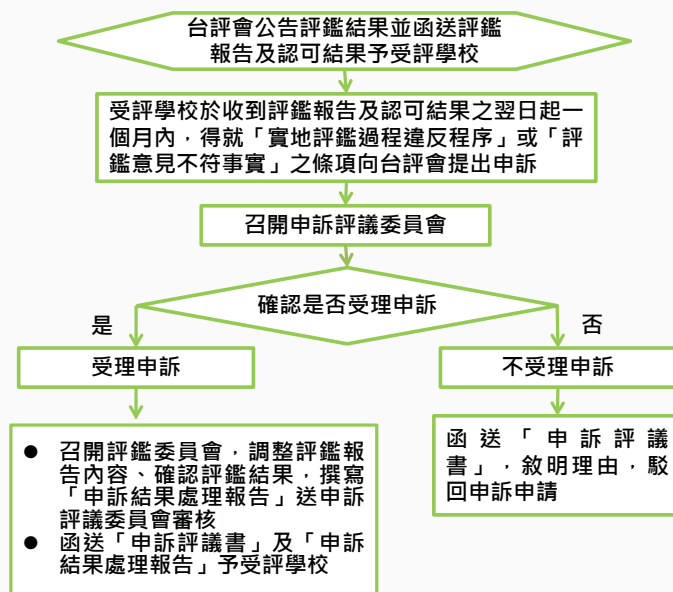 台評會公告評鑑結果並函送評鑑
報告及認可結果予受評學校
受評學校於收到評鑑報告及認可結果之翌日起一
個月內，得就「實地評鑑過程違反程序」或「評
鑑意見不符事實」之條項向台評會提出申訴
召開申訴評議委員會
確認是否受理申訴
是
否
受理申訴
不受理申訴
● 召開評鑑委員會，調整評鑑報
告內容、確認評鑑結果，撰寫
「申訴結果處理報告」送申訴
評議委員會審核
● 函送「申訴評議書」及「申訴
結果處理報告」予受評學校
函送「申訴評議
書」，敘明理由，駁
回申訴申請